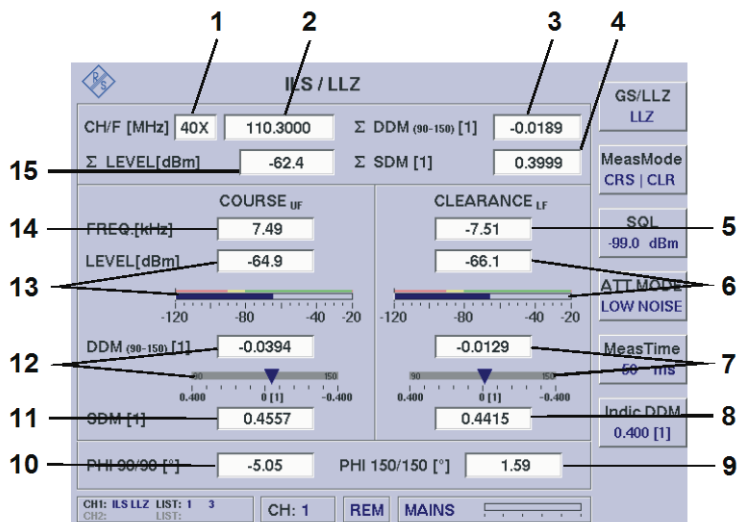 1 2 3 4
R/S
ILS / LLZ
GS/LLZ
LLZ
CH/F [MHz] 40X 110.3000 Σ DDM (90-150) [1] -0.0189
15 Σ LEVEL[dBm] -62.4 Σ SDM [1] 0.3999
MeasMode
CRS | CLR
COURSE UF CLEARANCE LF
14 FREQ.[kHz] 7.49 -7.51 5
SQL
-99.0 dBm
13 LEVEL[dBm] -64.9 -66.1 6
-120 -80 -40 -20 -120 -80 -40 -20
ATT MODE
LOW NOISE
12 DDM (90-150) [1] -0.0394 -0.0129 7
90 150 90 150
0.400 0 [1] -0.400 0.400 0 [1] -0.400
MeasTime
50 ms
11 SDM [1] 0.4557 0.4415 8
Indic DDM
0.400 [1]
10 PHI 90/90 [°] -5.05 PHI 150/150 [°] 1.59 9
CH1: ILS LLZ LIST: 1 3
CH2: LIST:
CH: 1 REM MAINS